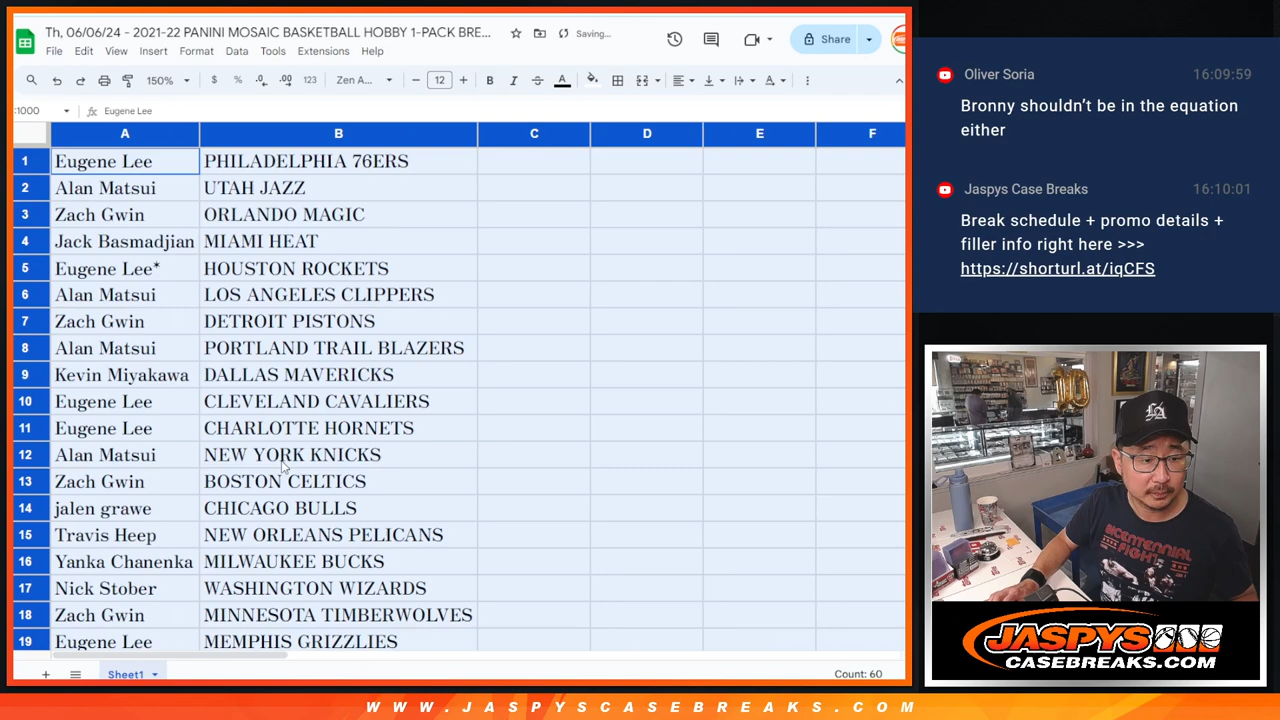 Th, 06/06/24 - 2021-22 PANINI MOSAIC BASKETBALL HOBBY 1-PACK BRE... Saving...
File Edit View Insert Format Data Tools Extensions Help
Share
150% $ % .0 .00 123 Zen A... 12 B I A
:1000 fx Eugene Lee
A B C D E F
1 Eugene Lee PHILADELPHIA 76ERS
2 Alan Matsui UTAH JAZZ
3 Zach Gwin ORLANDO MAGIC
4 Jack Basmadjian MIAMI HEAT
5 Eugene Lee* HOUSTON ROCKETS
6 Alan Matsui LOS ANGELES CLIPPERS
7 Zach Gwin DETROIT PISTONS
8 Alan Matsui PORTLAND TRAIL BLAZERS
9 Kevin Miyakawa DALLAS MAVERICKS
10 Eugene Lee CLEVELAND CAVALIERS
11 Eugene Lee CHARLOTTE HORNETS
12 Alan Matsui NEW YORK KNICKS
13 Zach Gwin BOSTON CELTICS
14 jalen grawe CHICAGO BULLS
15 Travis Heep NEW ORLEANS PELICANS
16 Yanka Chanenka MILWAUKEE BUCKS
17 Nick Stober WASHINGTON WIZARDS
18 Zach Gwin MINNESOTA TIMBERWOLVES
19 Eugene Lee MEMPHIS GRIZZLIES
Sheet1
Count: 60
Oliver Soria 16:09:59
Bronny shouldn't be in the equation
either
Jaspys Case Breaks 16:10:01
Break schedule + promo details +
filler info right here >>>
https://shorturl.at/iqCFS
10
LA
BICENTENNIAL
FIGHT
JASPYS
CASEBREAKS.COM
WWW.JASPYSCASEBREAKS.COM